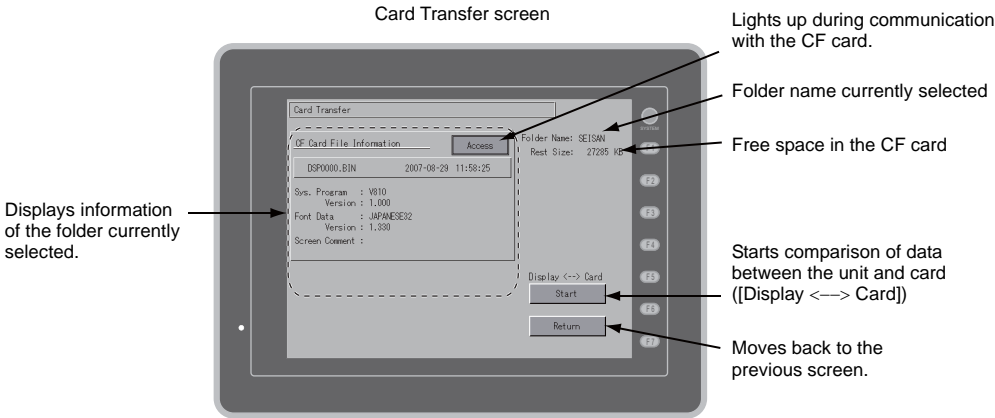 Card Transfer screen
Lights up during communication
with the CF card.
Folder name currently selected
Free space in the CF card
Displays information
of the folder currently
selected.
Starts comparison of data
between the unit and card
([Display <––> Card])
Moves back to the
previous screen.
Card Transfer
CF Card File Information
Access
DSP0000.BIN 2007-08-29 11:58:25
Sys. Program : V810
Version : 1.000
Font Data : JAPANESE32
Version : 1.330
Screen Comment :
Folder Name: SEISAN
Rest Size: 27285 KB
Display <--> Card
Start
Return
SYSTEM
F2
F3
F4
F5
F6
F7